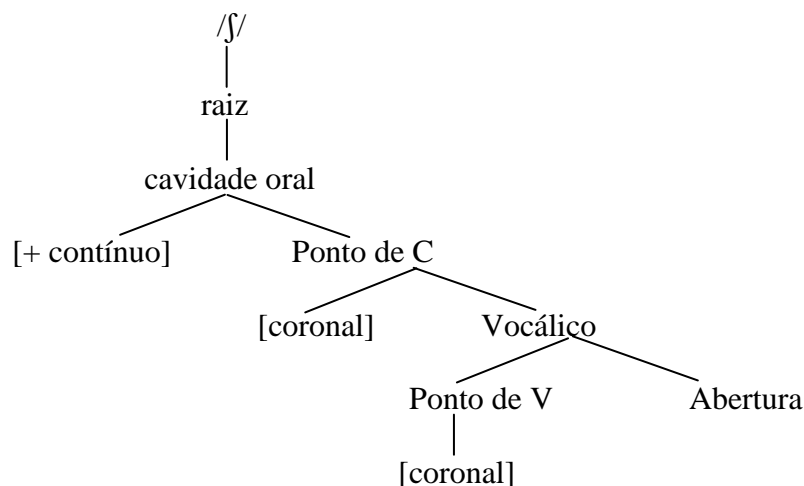 /ʃ/
raiz
cavidade oral
[+ contínuo] Ponto de C
[coronal] Vocálico
Ponto de V Abertura
[coronal]